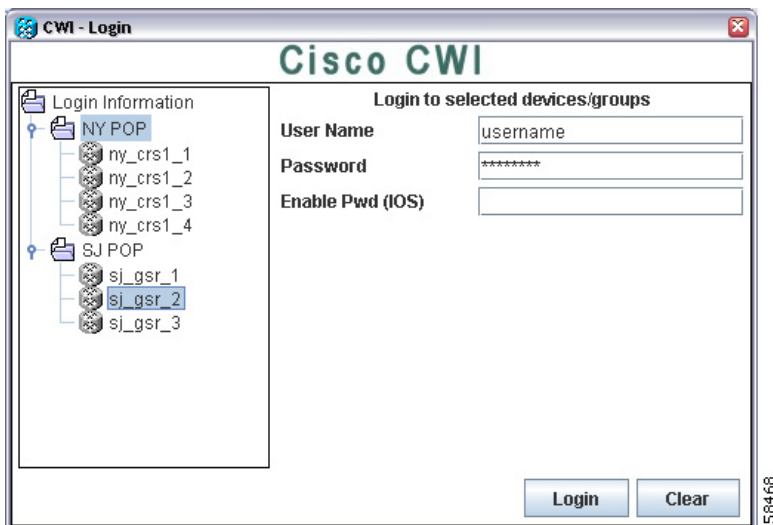 CWI - Login
Cisco CWI
Login Information
NY POP
ny_crs1_1
ny_crs1_2
ny_crs1_3
ny_crs1_4
SJ POP
sj_gsr_1
sj_gsr_2
sj_gsr_3
Login to selected devices/groups
User Name username
Password ********
Enable Pwd (IOS)
Login Clear
58468